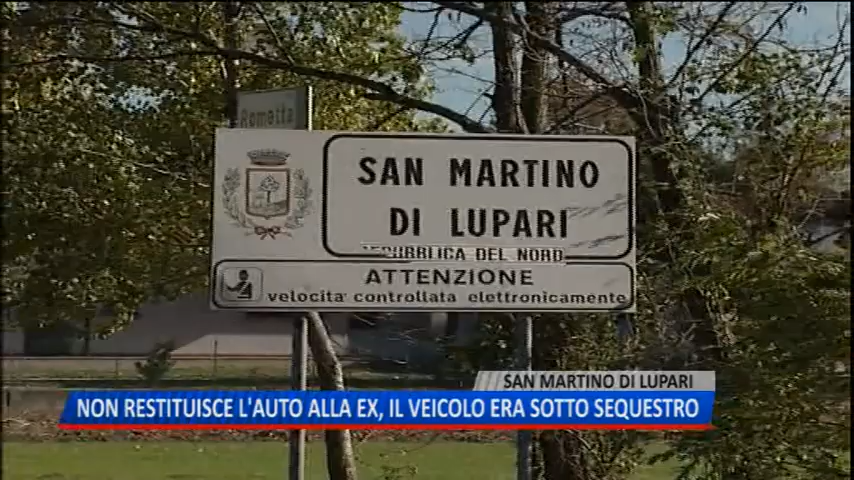 Rometta
SAN MARTINO
DI LUPARI
REPUBBLICA DEL NORD
ATTENZIONE
velocita' controllata elettronicamente
SAN MARTINO DI LUPARI
NON RESTITUISCE L'AUTO ALLA EX, IL VEICOLO ERA SOTTO SEQUESTRO